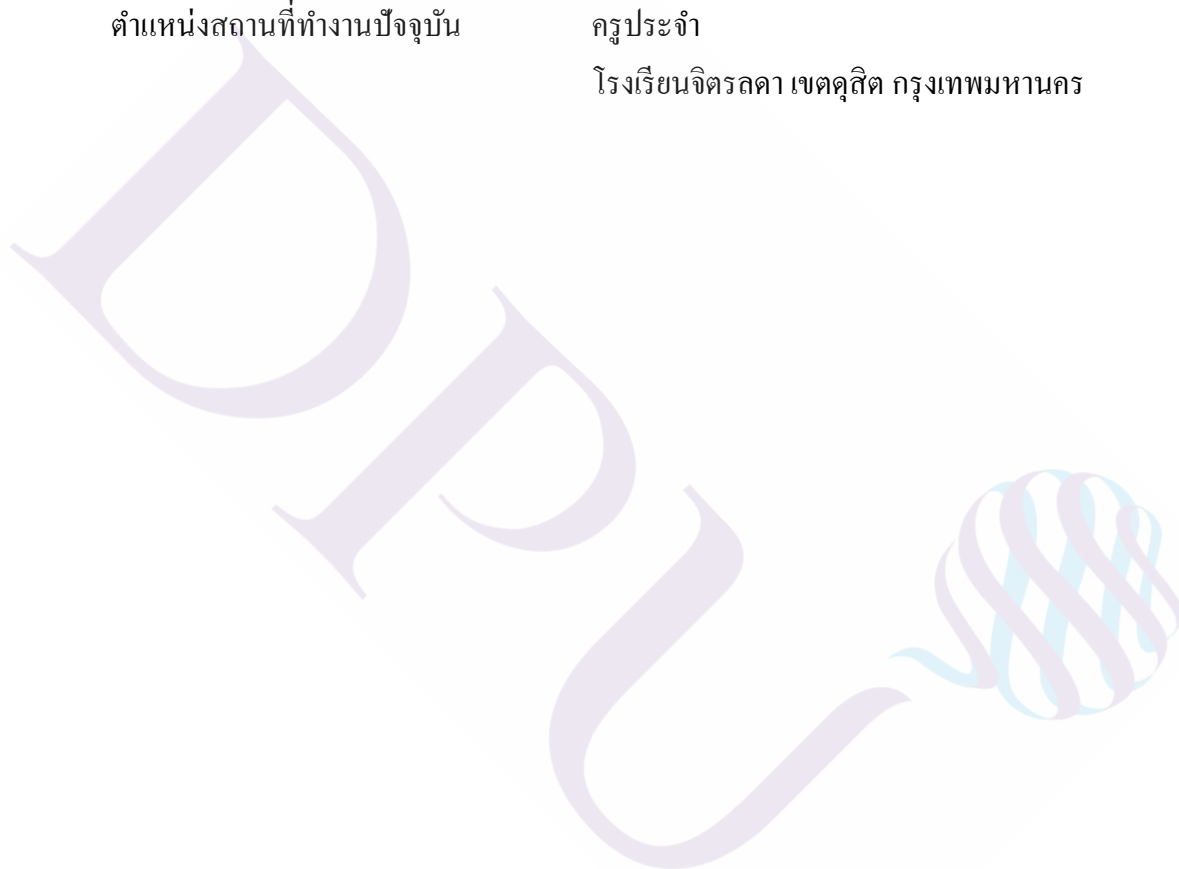 ตำแหน่งสถานที่ทำงานปัจจุบัน ครูประจำ
โรงเรียนจิตรลดา เขตดุสิต กรุงเทพมหานคร
DPU